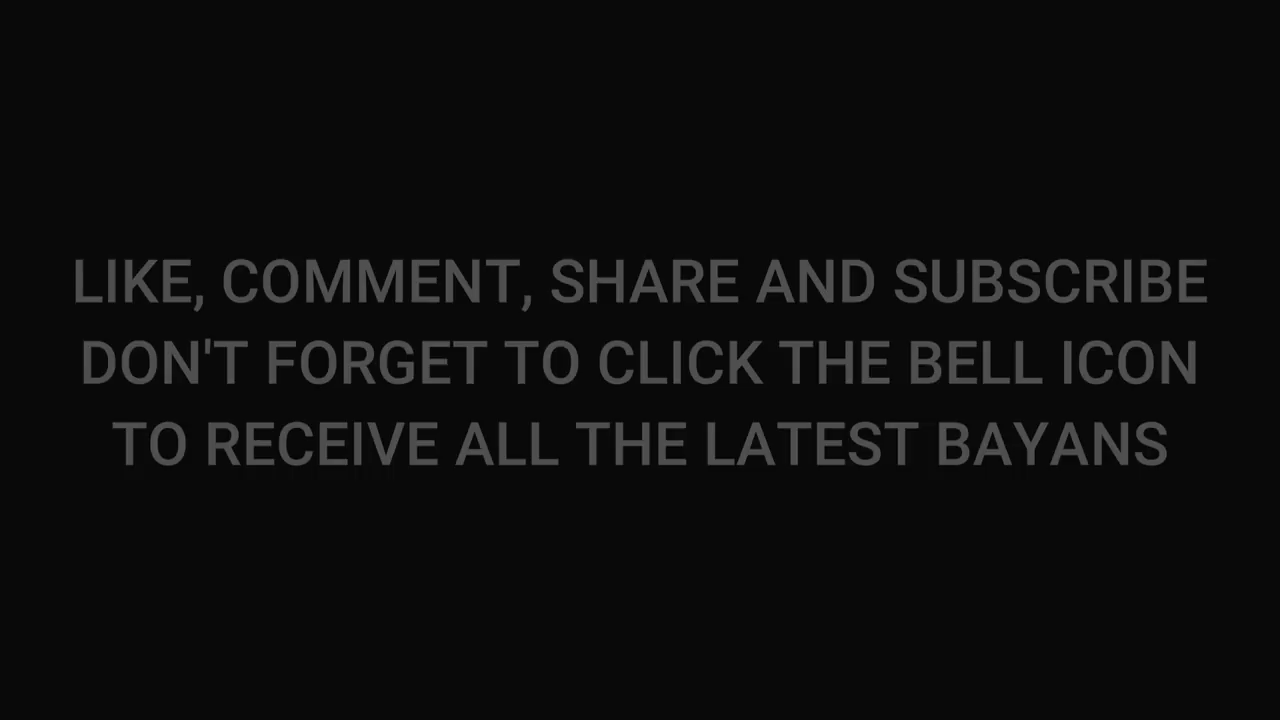 LIKE, COMMENT, SHARE AND SUBSCRIBE
DON'T FORGET TO CLICK THE BELL ICON
TO RECEIVE ALL THE LATEST BAYANS